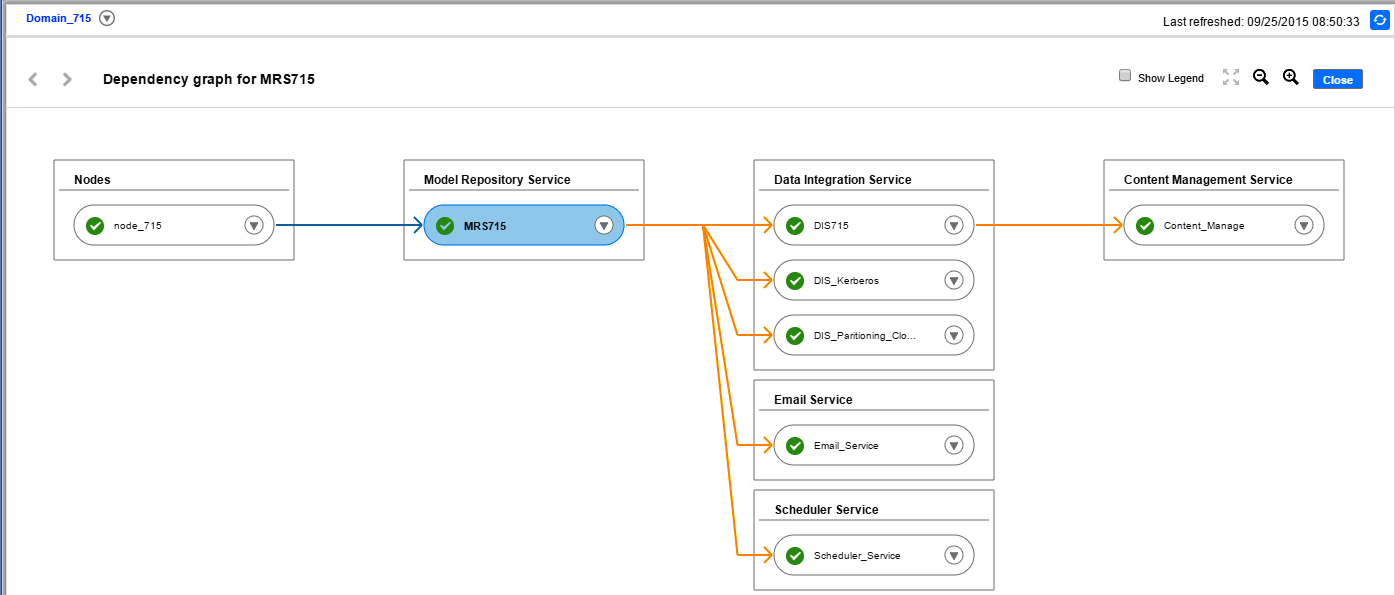 Domain_715
Last refreshed: 09/25/2015 08:50:33
Dependency graph for MRS715
Show Legend
Close
Nodes
node_715
Model Repository Service
MRS715
Data Integration Service
DIS715
DIS_Kerberos
DIS_Paritioning_Clo...
Email Service
Email_Service
Scheduler Service
Scheduler_Service
Content Management Service
Content_Manage